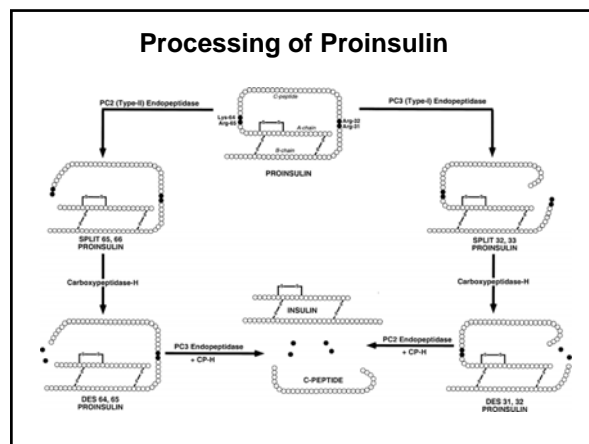 Processing of Proinsulin
PC2 (Type-II) Endopeptidase
C-peptide
PC3 (Type-I) Endopeptidase
Lys-64
Arg-65
Arg-32
Arg-31
A chain
B chain
PROINSULIN
SPLIT 65, 66
PROINSULIN
SPLIT 32, 33
PROINSULIN
Carboxypeptidase-H
Carboxypeptidase-H
INSULIN
PC3 Endopeptidase
+ CP-H
PC2 Endopeptidase
+ CP-H
C-PEPTIDE
DES 64, 65
PROINSULIN
DES 31, 32
PROINSULIN